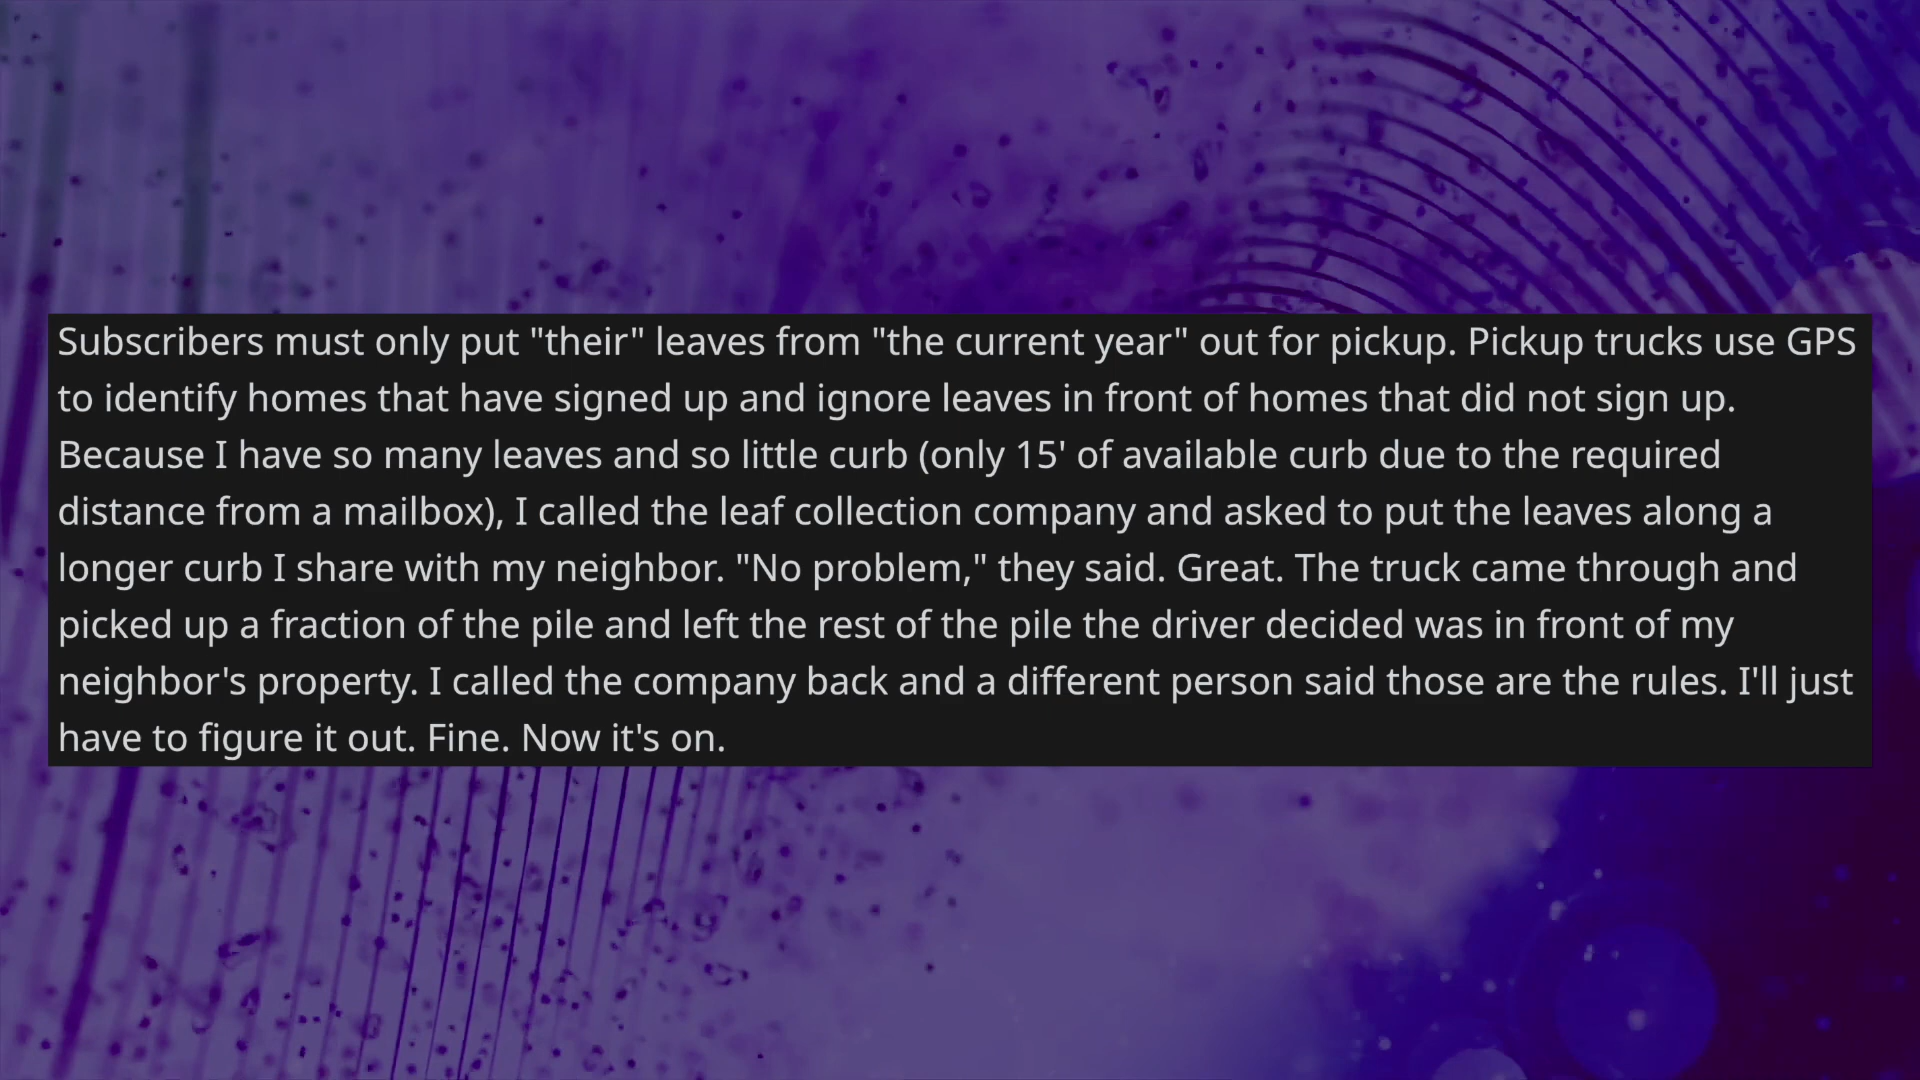 Subscribers must only put "their" leaves from "the current year" out for pickup. Pickup trucks use GPS
to identify homes that have signed up and ignore leaves in front of homes that did not sign up.
Because I have so many leaves and so little curb (only 15' of available curb due to the required
distance from a mailbox), I called the leaf collection company and asked to put the leaves along a
longer curb I share with my neighbor. "No problem," they said. Great. The truck came through and
picked up a fraction of the pile and left the rest of the pile the driver decided was in front of my
neighbor's property. I called the company back and a different person said those are the rules. I'll just
have to figure it out. Fine. Now it's on.